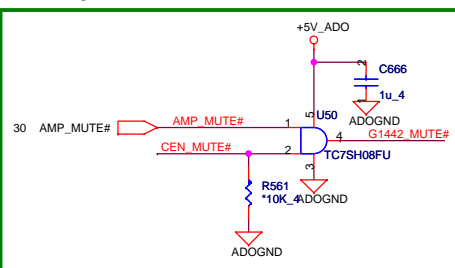 +5V_ADO
2
C666
1u_4
1
ADOGND
5
U50
30 AMP_MUTE#
AMP_MUTE#
1
4
G1442_MUTE#
CEN_MUTE#
2
TC7SH08FU
3
R561
*10K_4
ADOGND
ADOGND